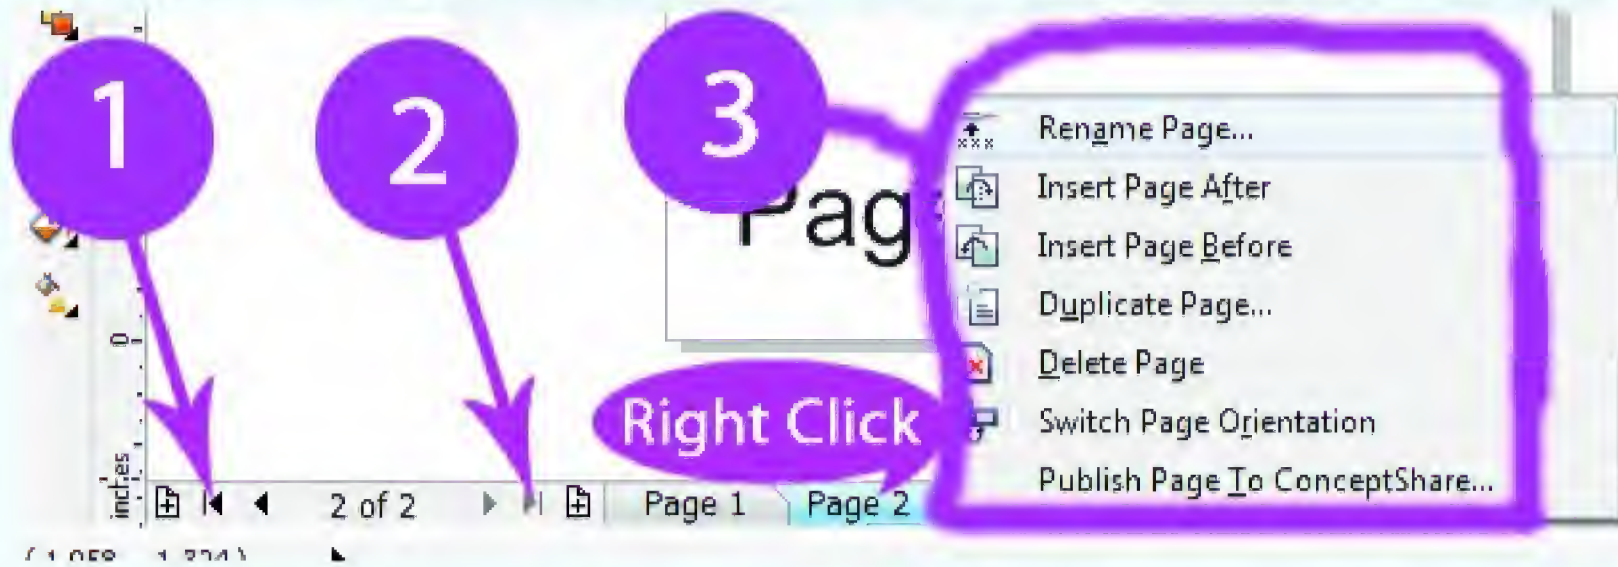 1
2
3
Pag
Rename Page...
Insert Page After
Insert Page Before
Duplicate Page...
Delete Page
Switch Page Orientation
Publish Page To ConceptShare...
Right Click
0
inches
2 of 2
Page 1
Page 2